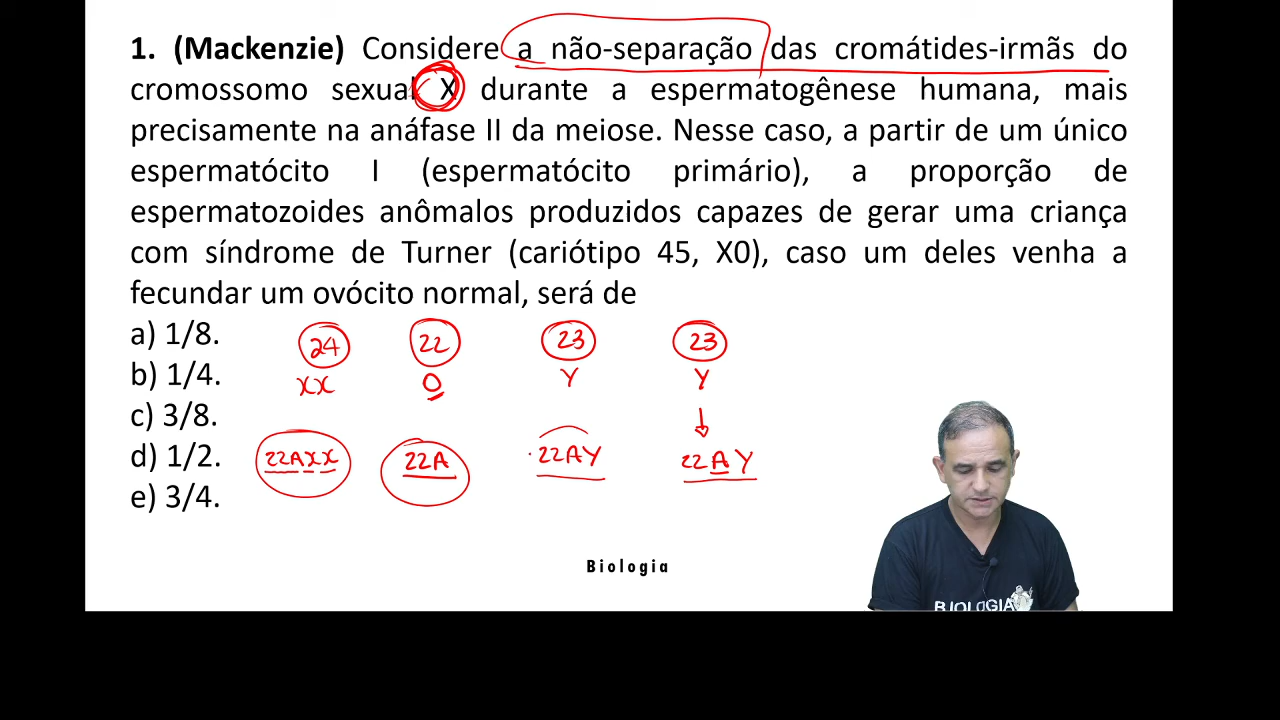 1. (Mackenzie) Considere a não-separação das cromátides-irmãs do
cromossomo sexual X durante a espermatogênese humana, mais
precisamente na anáfase II da meiose. Nesse caso, a partir de um único
espermatócito I (espermatócito primário), a proporção de
espermatozoides anômalos produzidos capazes de gerar uma criança
com síndrome de Turner (cariótipo 45, X0), caso um deles venha a
fecundar um ovócito normal, será de
a) 1/8.
b) 1/4.
c) 3/8.
d) 1/2.
e) 3/4.
24 22 23 23
XX O Y Y
22AXX 22A 22AY 22AY
Biologia
BIOLOGIA